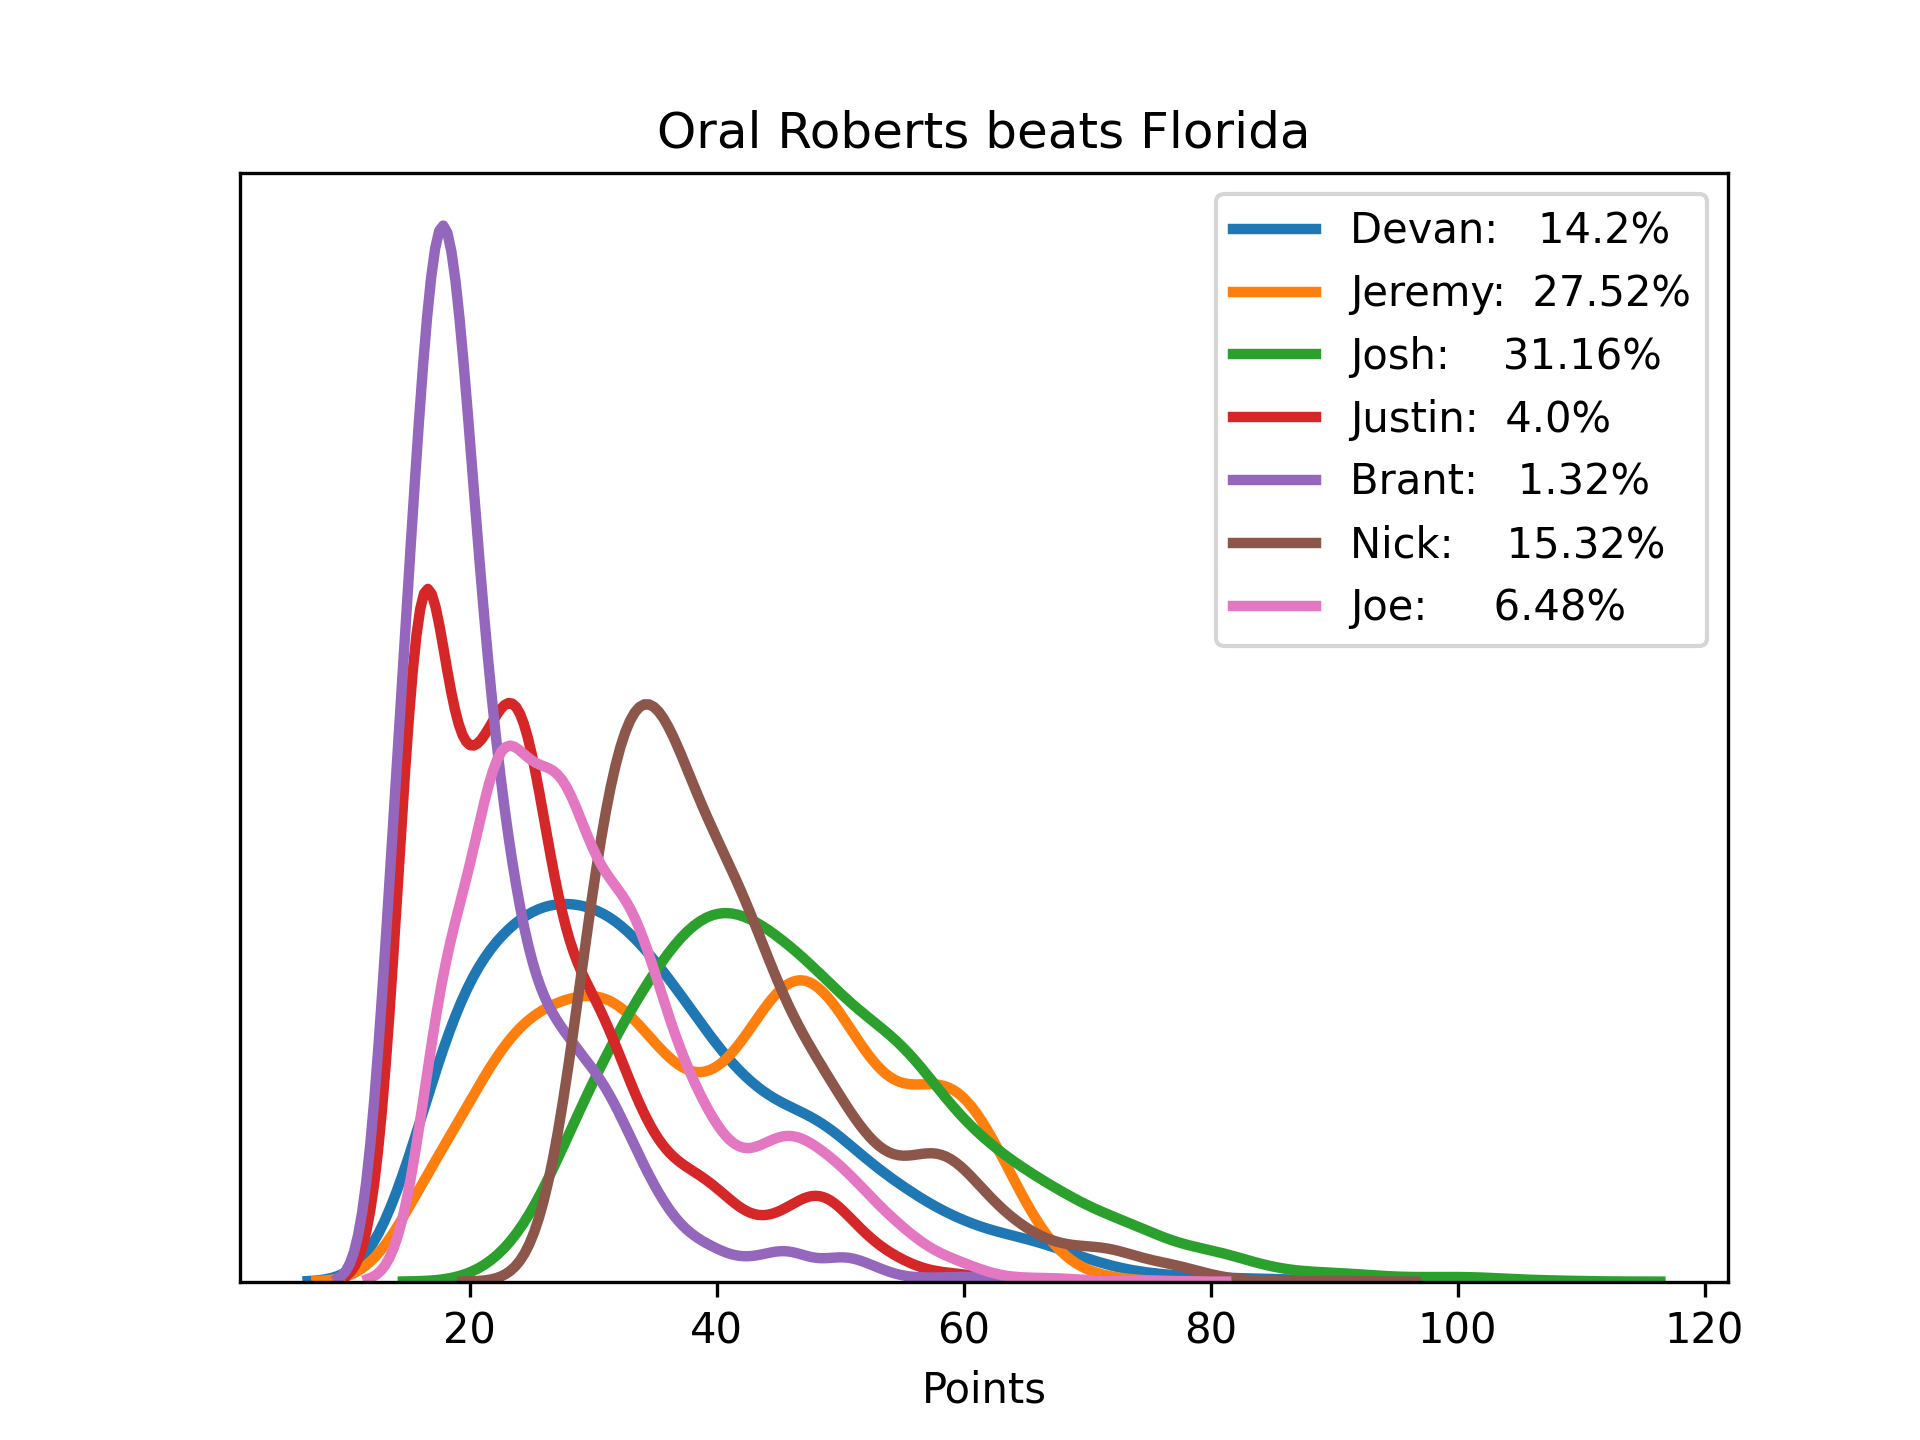 Oral Roberts beats Florida
Devan: 14.2%
Jeremy: 27.52%
Josh: 31.16%
Justin: 4.0%
Brant: 1.32%
Nick: 15.32%
Joe: 6.48%
20 40 60 80 100 120
Points